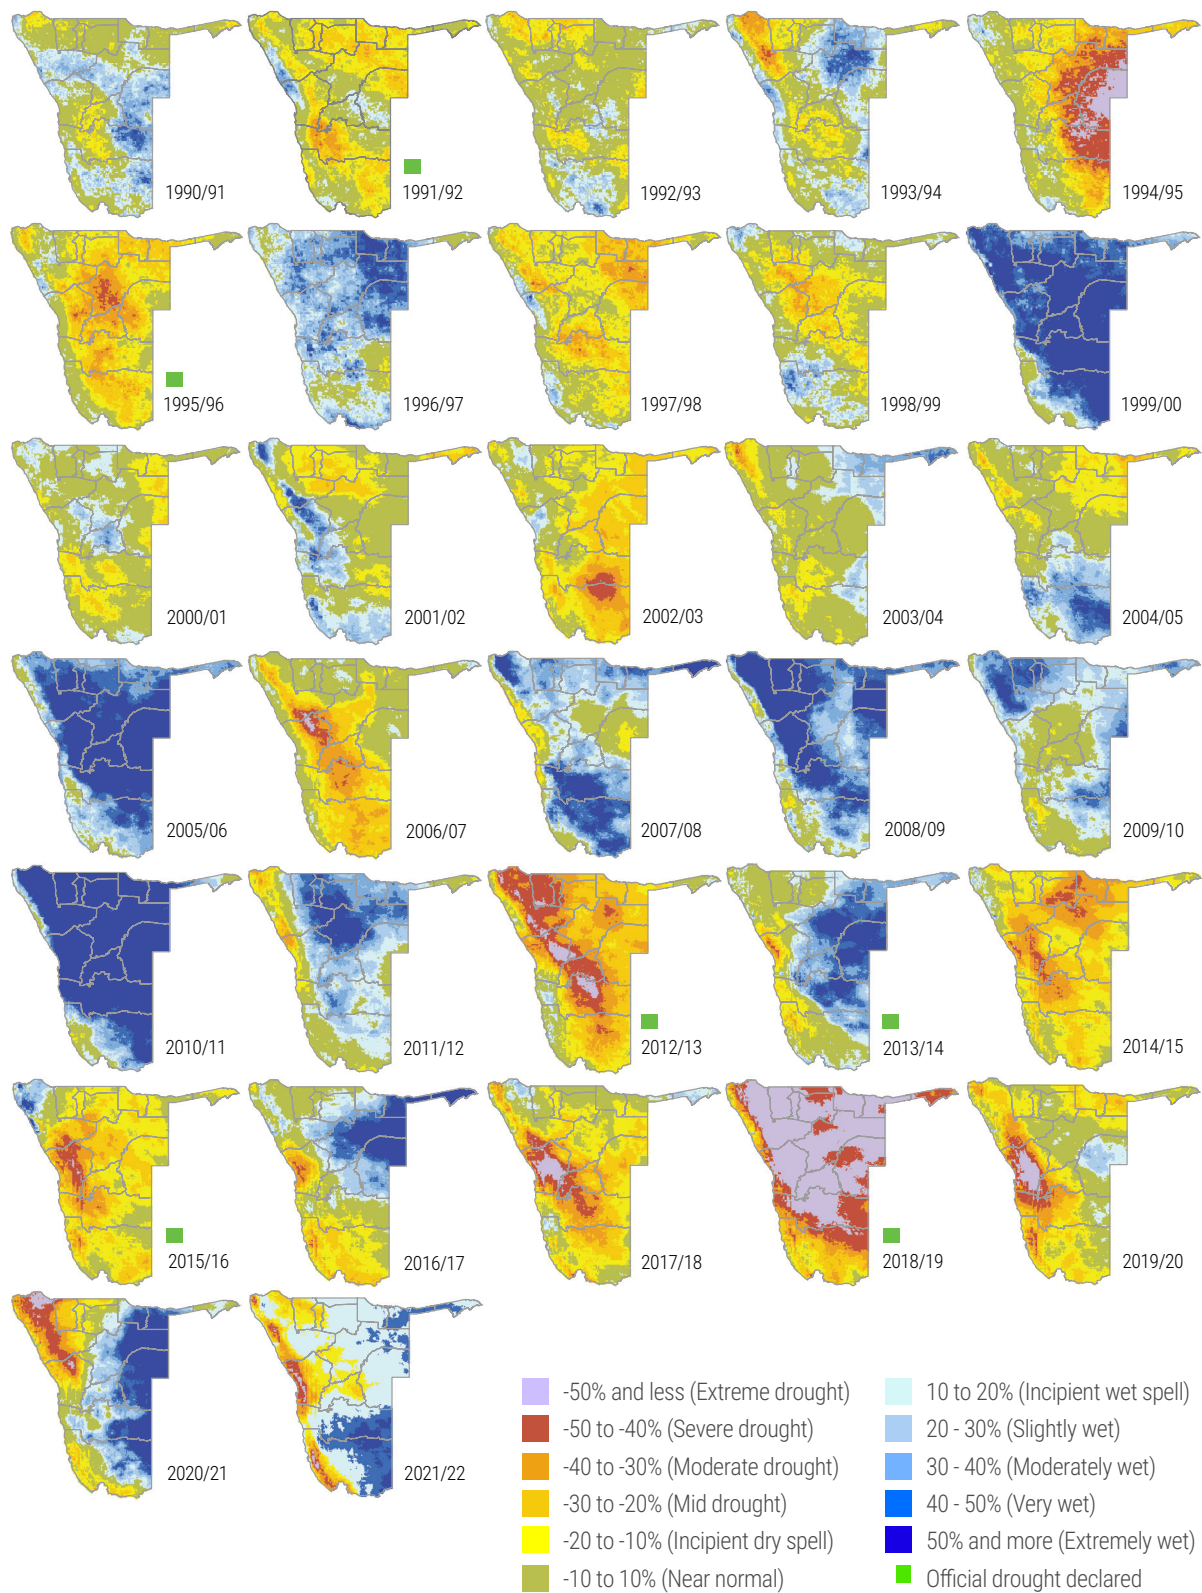 1990/91
1991/92
1992/93
1993/94
1994/95
1995/96
1996/97
1997/98
1998/99
1999/00
2000/01
2001/02
2002/03
2003/04
2004/05
2005/06
2006/07
2007/08
2008/09
2009/10
2010/11
2011/12
2012/13
2013/14
2014/15
2015/16
2016/17
2017/18
2018/19
2019/20
2020/21
2021/22
-50% and less (Extreme drought)
-50 to -40% (Severe drought)
-40 to -30% (Moderate drought)
-30 to -20% (Mid drought)
-20 to -10% (Incipient dry spell)
-10 to 10% (Near normal)
10 to 20% (Incipient wet spell)
20 - 30% (Slightly wet)
30 - 40% (Moderately wet)
40 - 50% (Very wet)
50% and more (Extremely wet)
Official drought declared